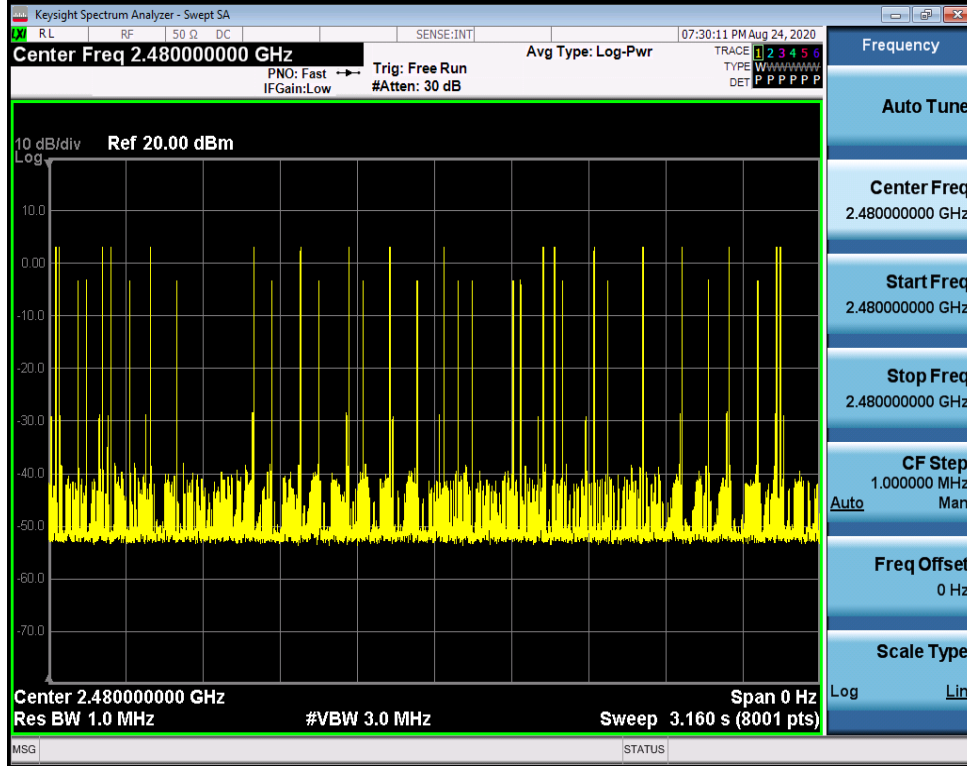 Keysight Spectrum Analyzer - Swept SA
LXI RL RF 50 Ω DC SENSE:INT 07:30:11 PM Aug 24, 2020
Center Freq 2.480000000 GHz Avg Type: Log-Pwr TRACE 1 2 3 4 5 6
PNO: Fast Trig: Free Run TYPE WWWWWW
IFGain:Low #Atten: 30 dB DET P P P P P P
10 dB/div Ref 20.00 dBm
Log
10.0
0.00
-10.0
-20.0
-30.0
-40.0
-50.0
-60.0
-70.0
Center 2.480000000 GHz Span 0 Hz
Res BW 1.0 MHz #VBW 3.0 MHz Sweep 3.160 s (8001 pts)
MSG STATUS
Frequency
Auto Tune
Center Freq
2.480000000 GHz
Start Freq
2.480000000 GHz
Stop Freq
2.480000000 GHz
CF Step
1.000000 MHz
Auto Man
Freq Offset
0 Hz
Scale Type
Log Lin